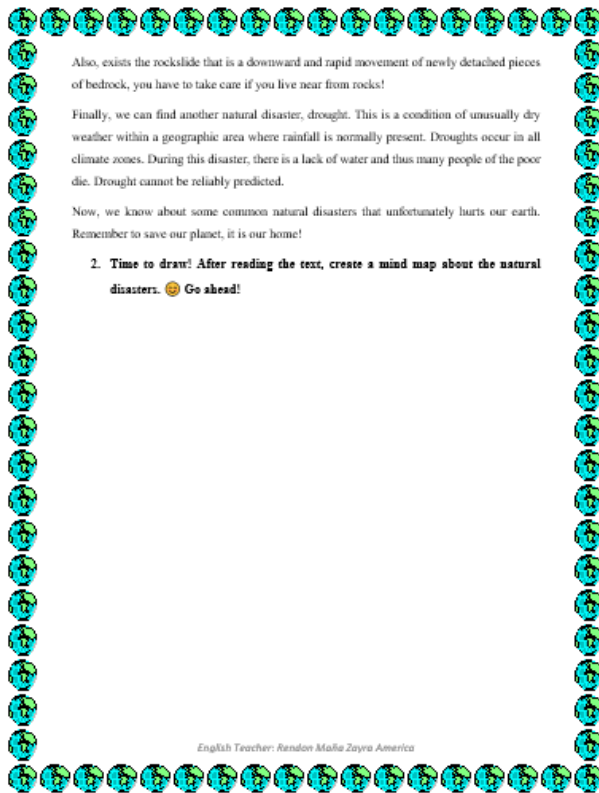 Also, exists the rockslide that is a downward and rapid movement of newly detached pieces
of bedrock, you have to take care if you live near from rocks!
Finally, we can find another natural disaster, drought. This is a condition of unusually dry
weather within a geographic area where rainfall is normally present. Droughts occur in all
climate zones. During this disaster, there is a lack of water and thus many people of the poor
die. Drought cannot be reliably predicted.
Now, we know about some common natural disasters that unfortunately hurts our earth.
Remember to save our planet, it is our home!
2. Time to draw! After reading the text, create a mind map about the natural
disasters. 😊 Go ahead!
English Teacher: Rendon Maña Zayra America